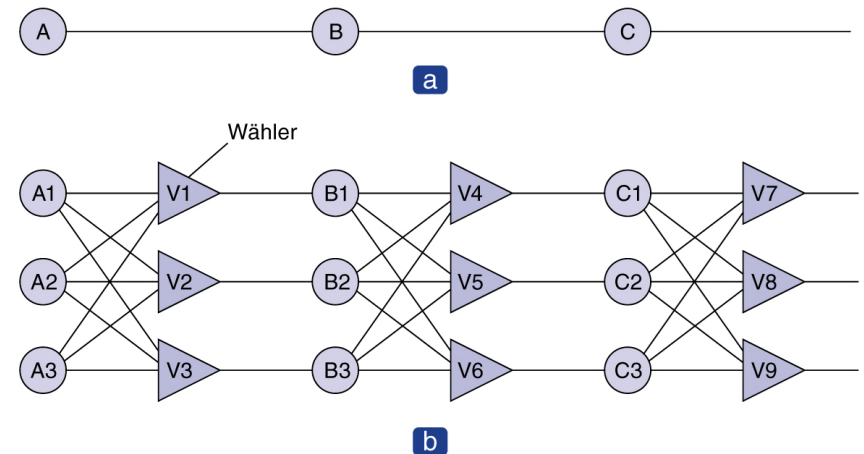 A B C
a
Wähler
A1 V1 B1 V4 C1 V7
A2 V2 B2 V5 C2 V8
A3 V3 B3 V6 C3 V9
b